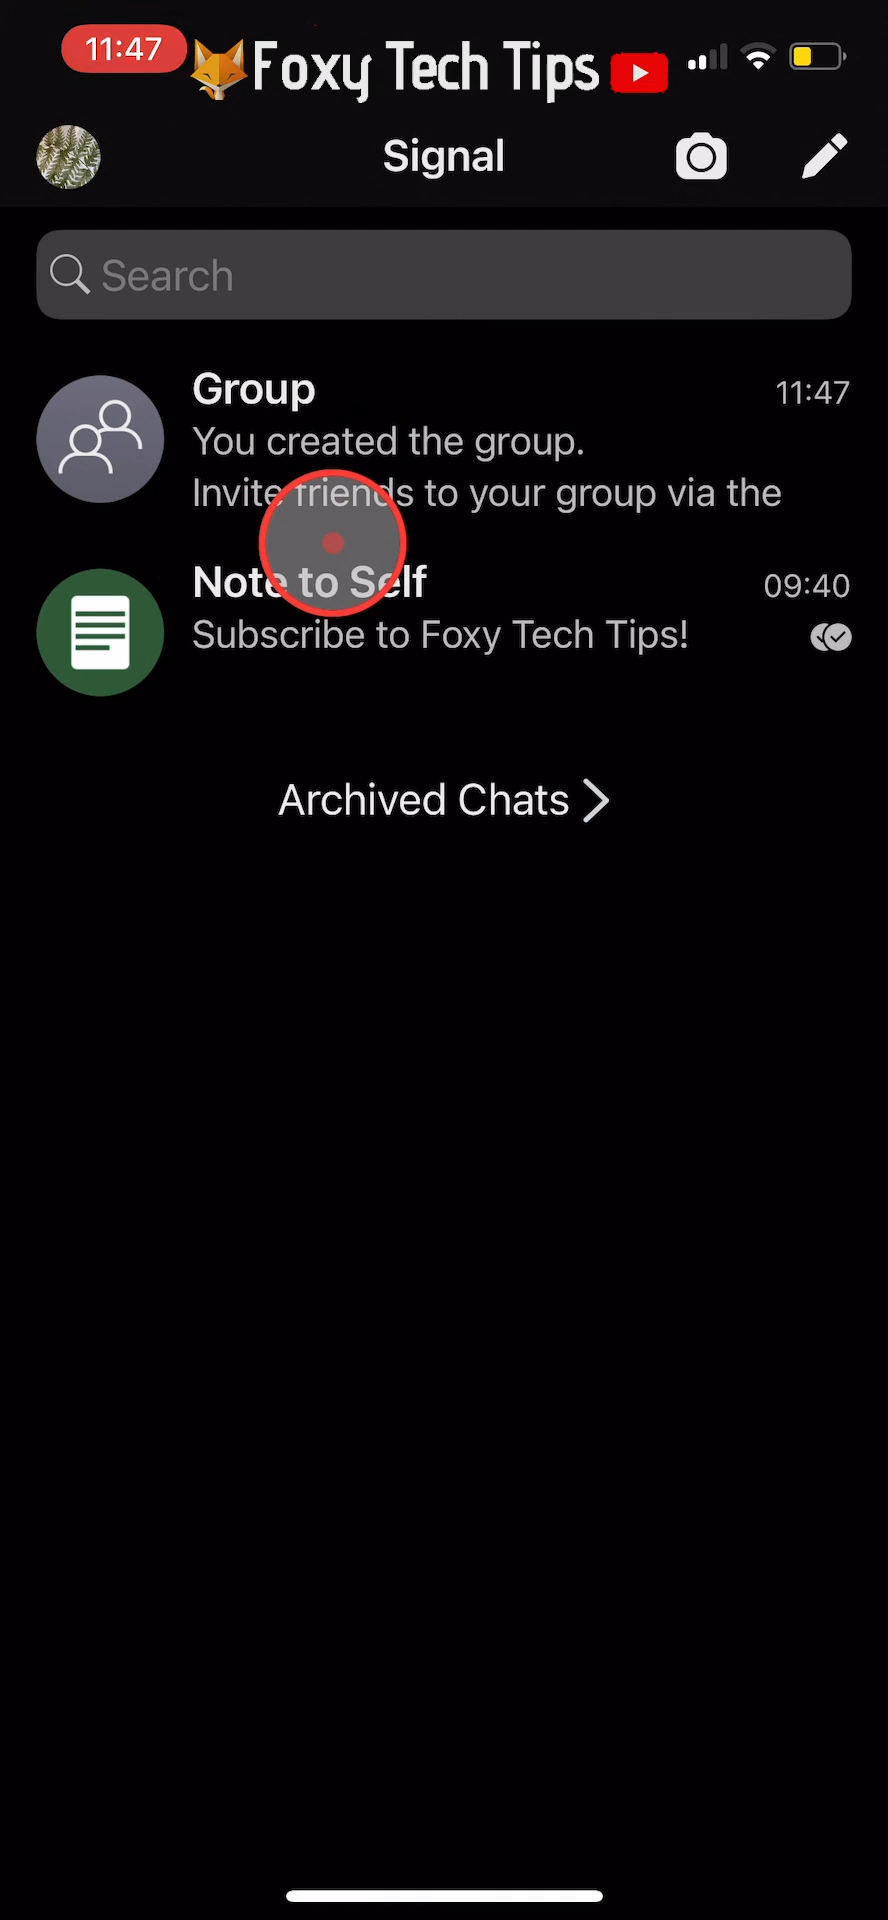 11:47
Foxy Tech Tips
Signal
Search
Group
11:47
You created the group.
Invite friends to your group via the
Note to Self
09:40
Subscribe to Foxy Tech Tips!
Archived Chats